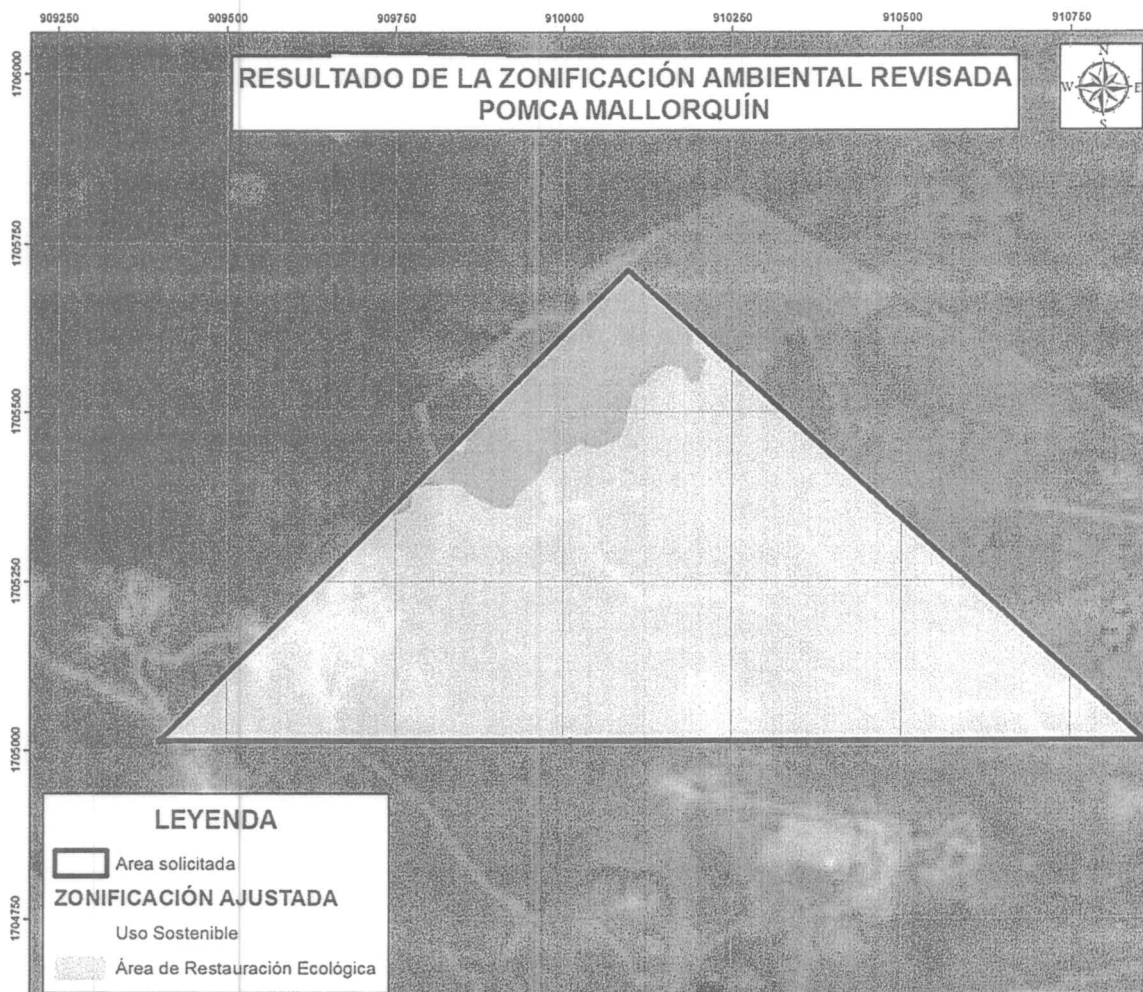 909250 909500 909750 910000 910250 910500 910750
RESULTADO DE LA ZONIFICACIÓN AMBIENTAL REVISADA
POMCA MALLORQUÍN
N
W E
S
1706000
1705750
1705500
1705250
1705000
1704750
LEYENDA
Area solicitada
ZONIFICACIÓN AJUSTADA
Uso Sostenible
Área de Restauración Ecológica